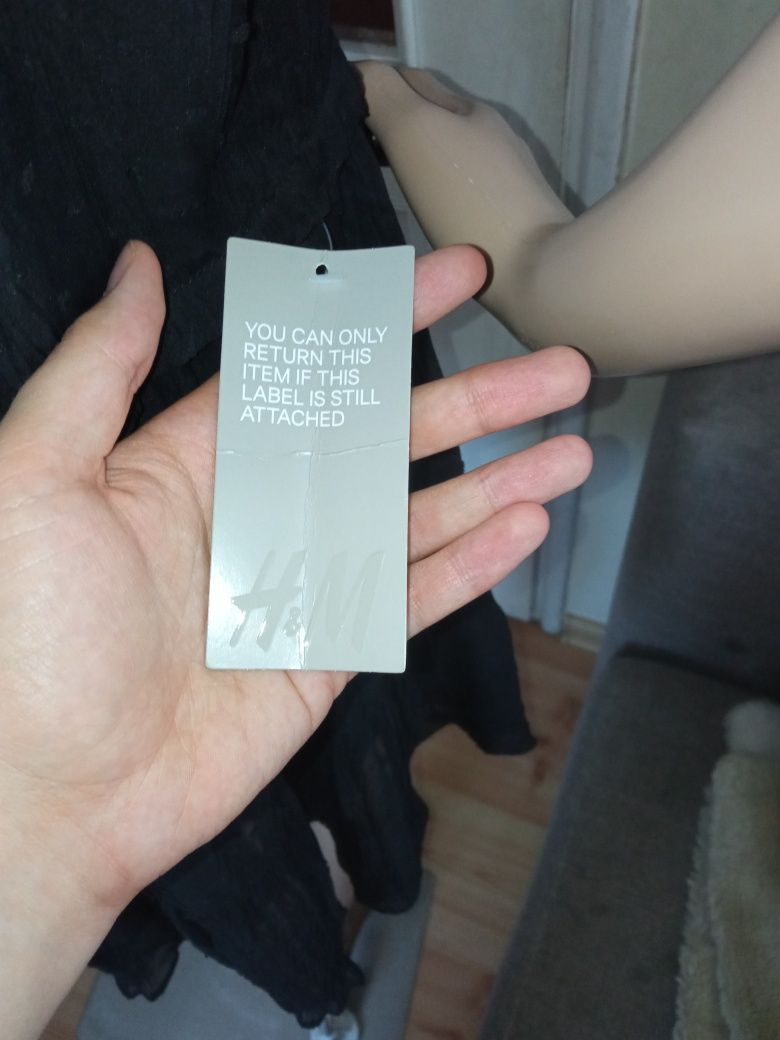 YOU CAN ONLY
RETURN THIS
ITEM IF THIS
LABEL IS STILL
ATTACHED
H&M